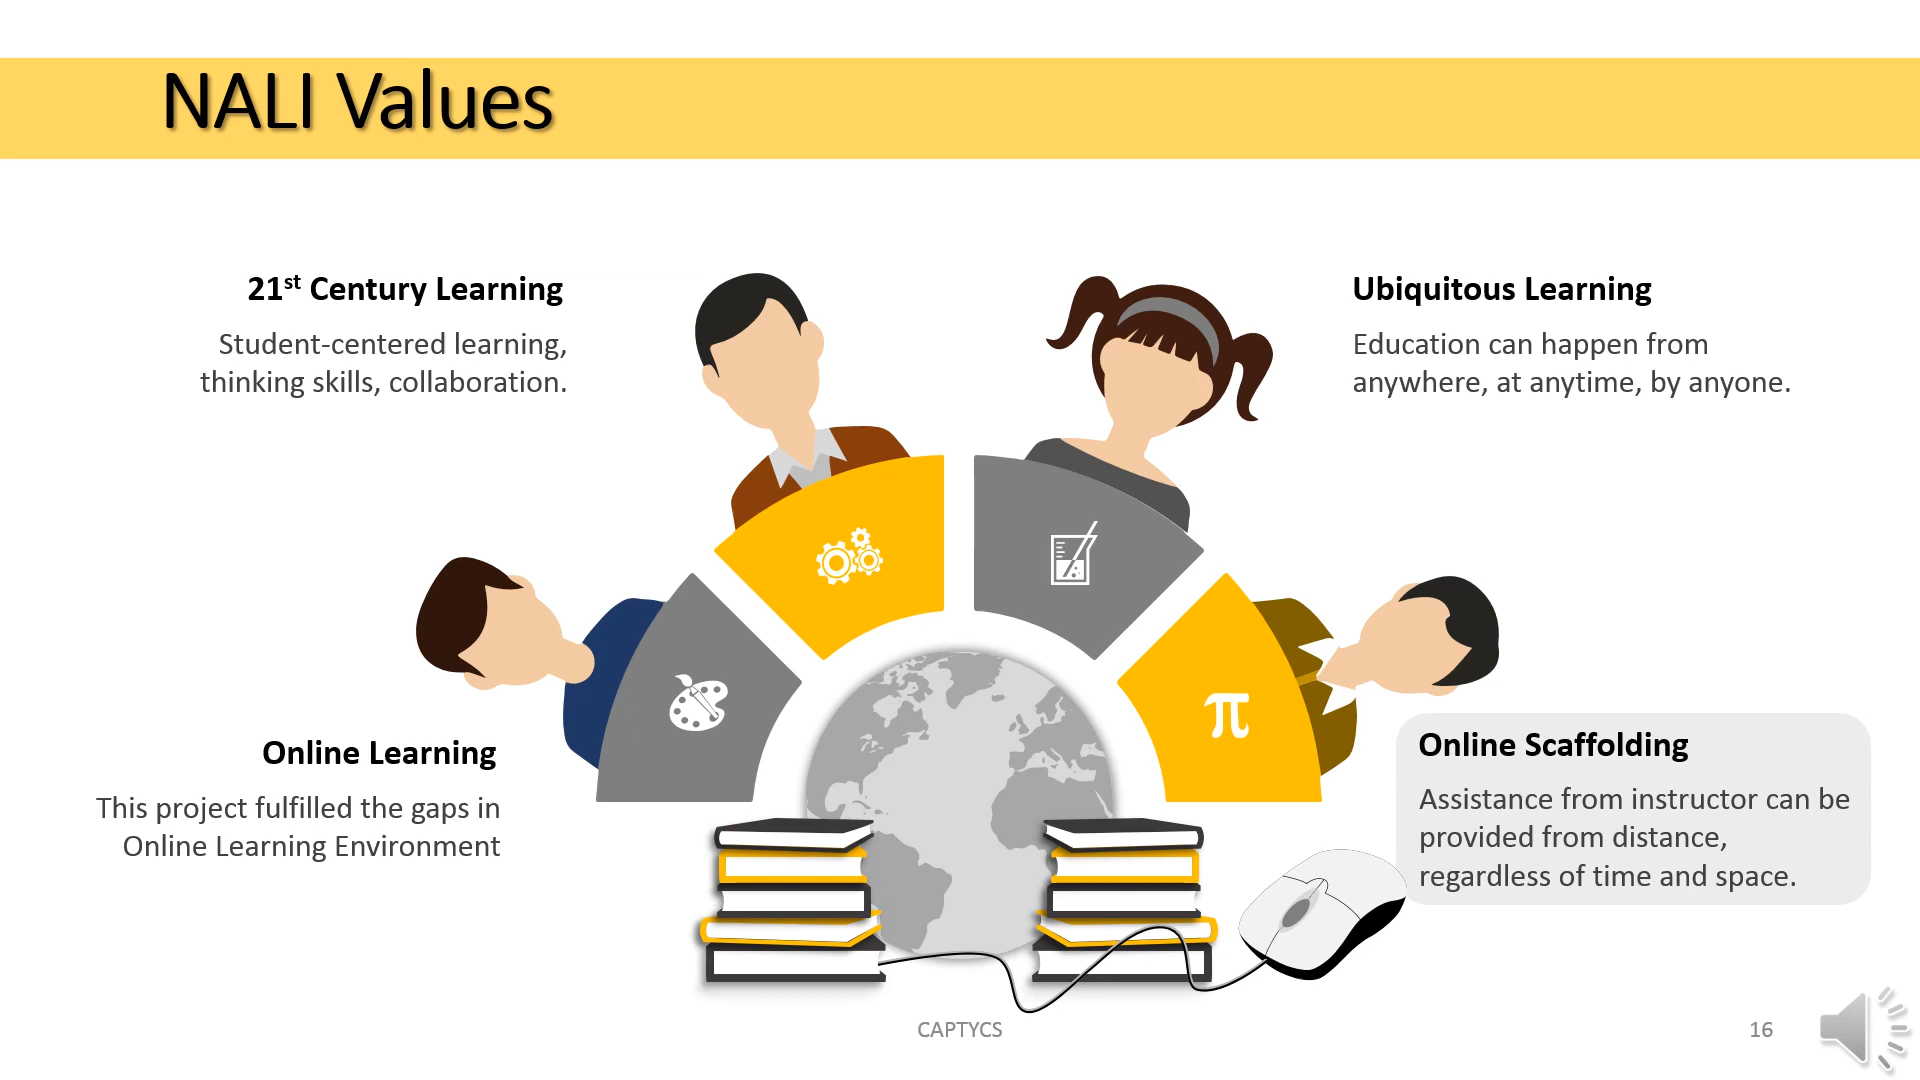 NALI Values
21st Century Learning
Student-centered learning,
thinking skills, collaboration.
Ubiquitous Learning
Education can happen from
anywhere, at anytime, by anyone.
Online Learning
This project fulfilled the gaps in
Online Learning Environment
π
Online Scaffolding
Assistance from instructor can be
provided from distance,
regardless of time and space.
CAPTYCS
16